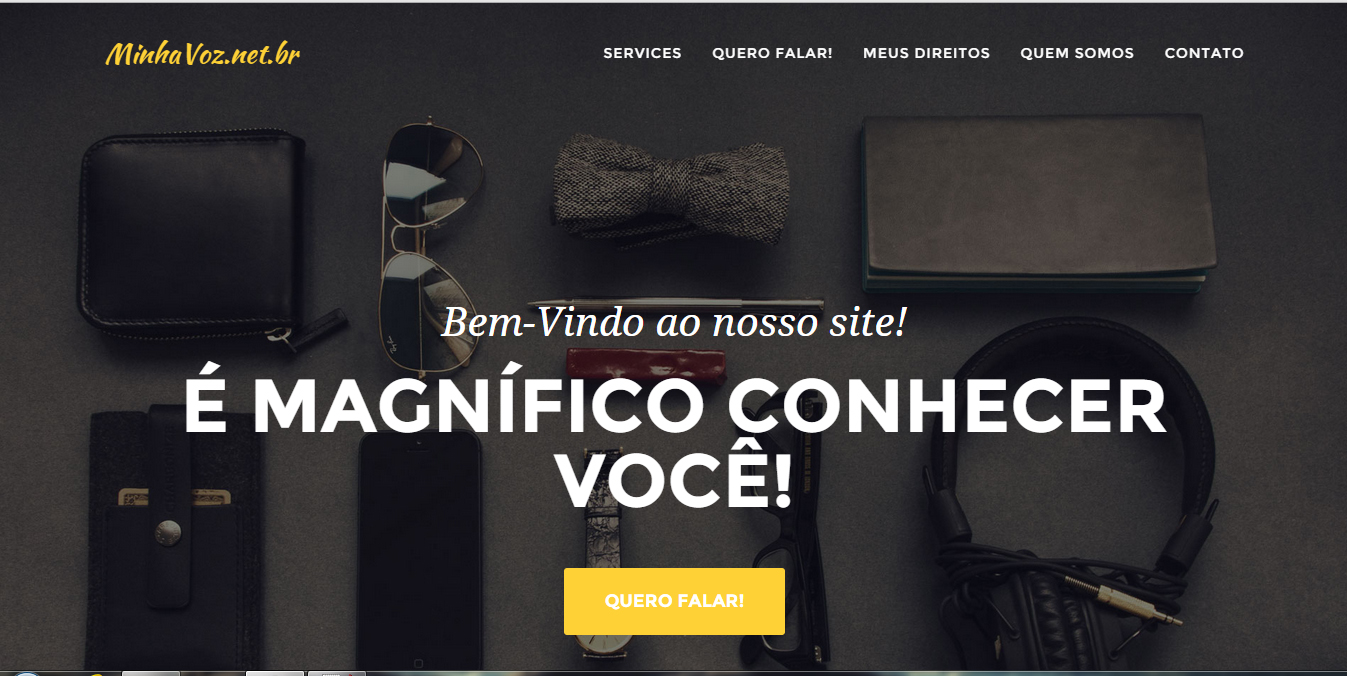 MinhaVoz.net.br
SERVICES QUERO FALAR! MEUS DIREITOS QUEM SOMOS CONTATO
Bem-Vindo ao nosso site!
É MAGNÍFICO CONHECER
VOCÊ!
QUERO FALAR!